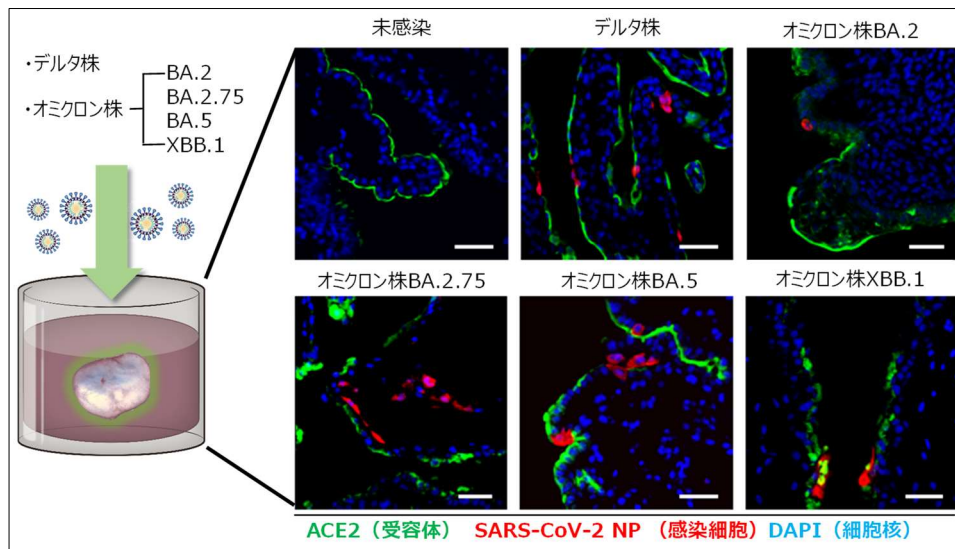 ・デルタ株
・オミクロン株
BA.2
BA.2.75
BA.5
XBB.1
未感染
デルタ株
オミクロン株BA.2
オミクロン株BA.2.75
オミクロン株BA.5
オミクロン株XBB.1
ACE2（受容体） SARS-CoV-2 NP （感染細胞） DAPI（細胞核）